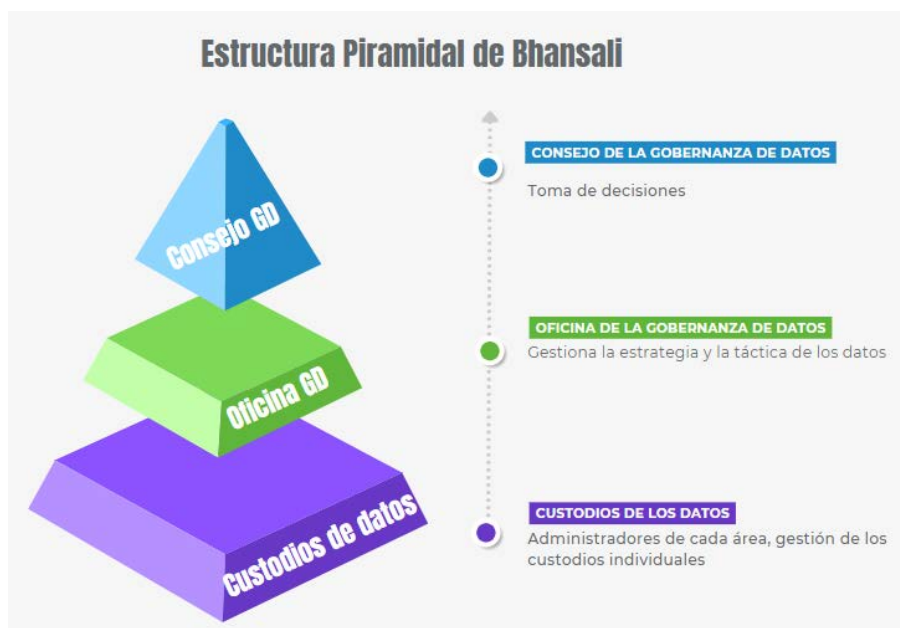 Estructura Piramidal de Bhansali
Consejo GD
Oficina GD
Custodios de datos
CONSEJO DE LA GOBERNANZA DE DATOS
Toma de decisiones
OFICINA DE LA GOBERNANZA DE DATOS
Gestiona la estrategia y la táctica de los datos
CUSTODIOS DE LOS DATOS
Administradores de cada área, gestión de los
custodios individuales